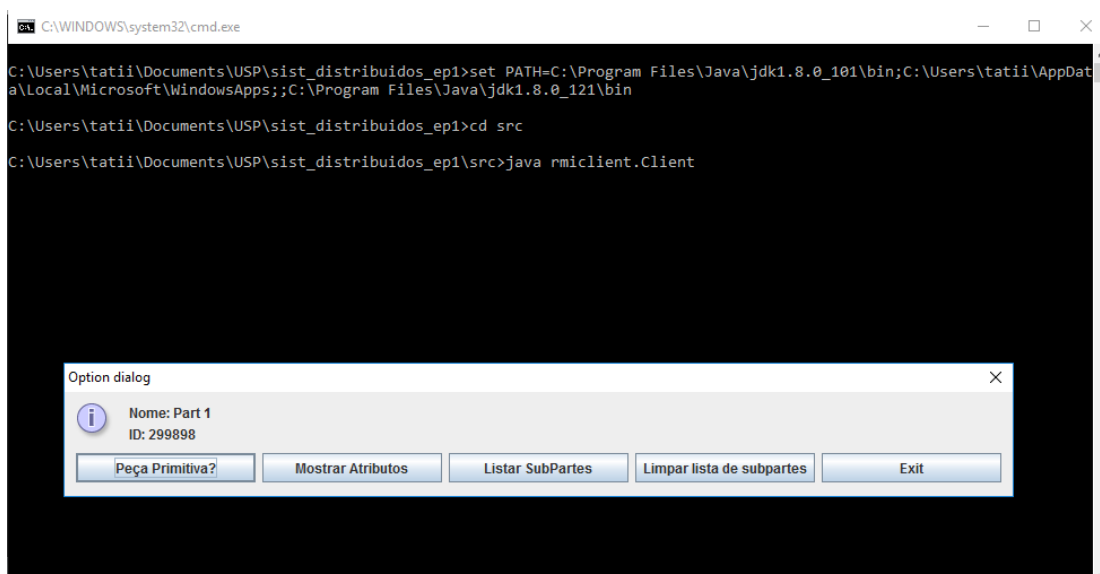 C:\WINDOWS\system32\cmd.exe
C:\Users\tatii\Documents\USP\sist_distribuidos_ep1>set PATH=C:\Program Files\Java\jdk1.8.0_101\bin;C:\Users\tatii\AppDat
a\Local\Microsoft\WindowsApps;;C:\Program Files\Java\jdk1.8.0_121\bin
C:\Users\tatii\Documents\USP\sist_distribuidos_ep1>cd src
C:\Users\tatii\Documents\USP\sist_distribuidos_ep1\src>java rmiclient.Client
Option dialog
Nome: Part 1
ID: 299898
Peça Primitiva? Mostrar Atributos Listar SubPartes Limpar lista de subpartes Exit